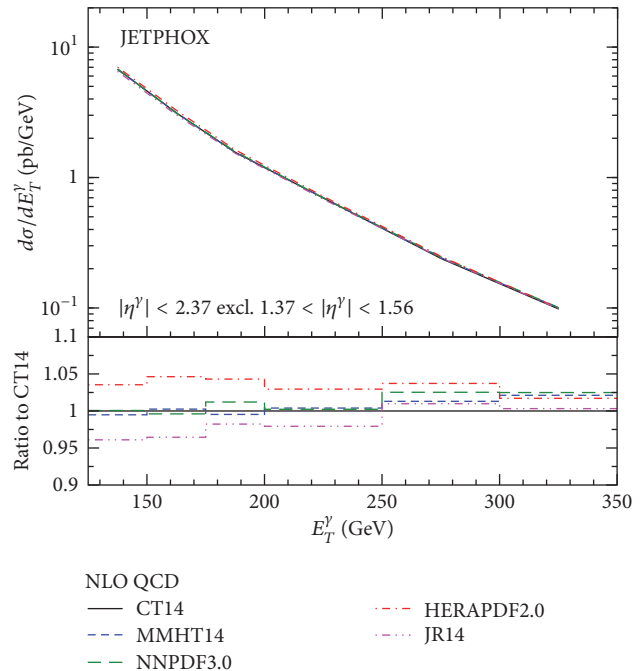 JETPHOX
10¹
1
10⁻¹
dσ/dE_T^γ (pb/GeV)
|η^γ| < 2.37 excl. 1.37 < |η^γ| < 1.56
1.1
1.05
1
0.95
0.9
Ratio to CT14
150 200 250 300 350
E_T^γ (GeV)
NLO QCD
CT14
MMHT14
NNPDF3.0
HERAPDF2.0
JR14